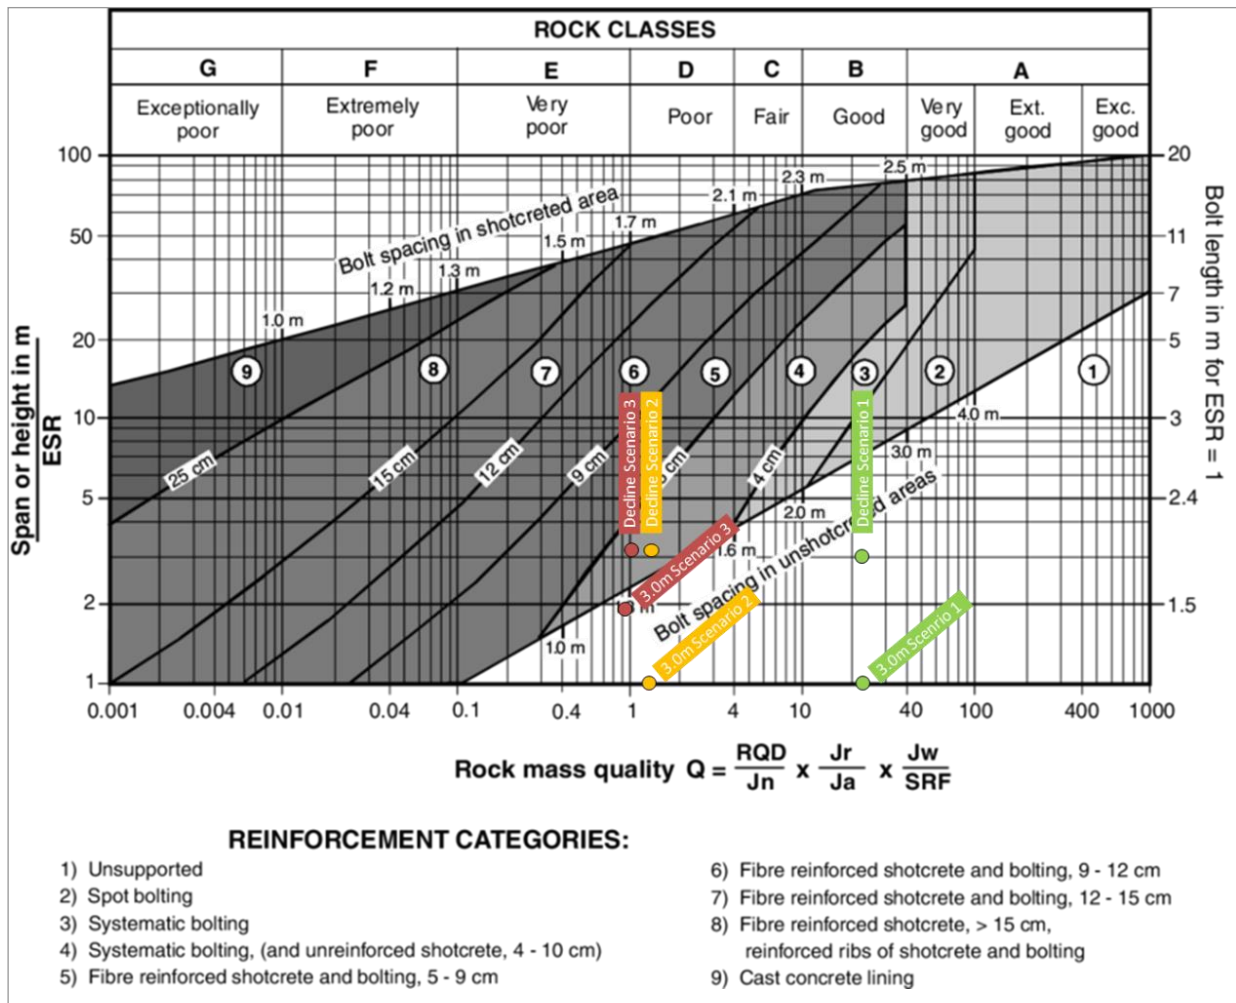 ROCK CLASSES
G F E D C B A
Exceptionally poor
Extremely poor
Very poor
Poor
Fair
Good
Very good
Ext. good
Exc. good
100
50
20
10
5
2
1
Span or height in m
ESR
20
11
7
5
3
2.4
1.5
Bolt length in m for ESR = 1
Bolt spacing in shotcreted area
1.0 m
1.2 m
1.3 m
1.5 m
1.7 m
2.1 m
2.3 m
2.5 m
9 8 7 6 5 4 3 2 1
25 cm
15 cm
12 cm
9 cm
cm
4 cm
Decline Scenario 3
Decline Scenario 2
Decline Scenario 1
4.0 m
3.0 m
2.0 m
1.6 m
1.0 m
Bolt spacing in unshotcreted areas
3.0m Scenario 3
3.0m Scenario 2
3.0m Scenrio 1
0.001 0.004 0.01 0.04 0.1 0.4 1 4 10 40 100 400 1000
Rock mass quality Q = RQD/Jn x Jr/Ja x Jw/SRF
REINFORCEMENT CATEGORIES:
1) Unsupported
2) Spot bolting
3) Systematic bolting
4) Systematic bolting, (and unreinforced shotcrete, 4 - 10 cm)
5) Fibre reinforced shotcrete and bolting, 5 - 9 cm
6) Fibre reinforced shotcrete and bolting, 9 - 12 cm
7) Fibre reinforced shotcrete and bolting, 12 - 15 cm
8) Fibre reinforced shotcrete, > 15 cm,
reinforced ribs of shotcrete and bolting
9) Cast concrete lining